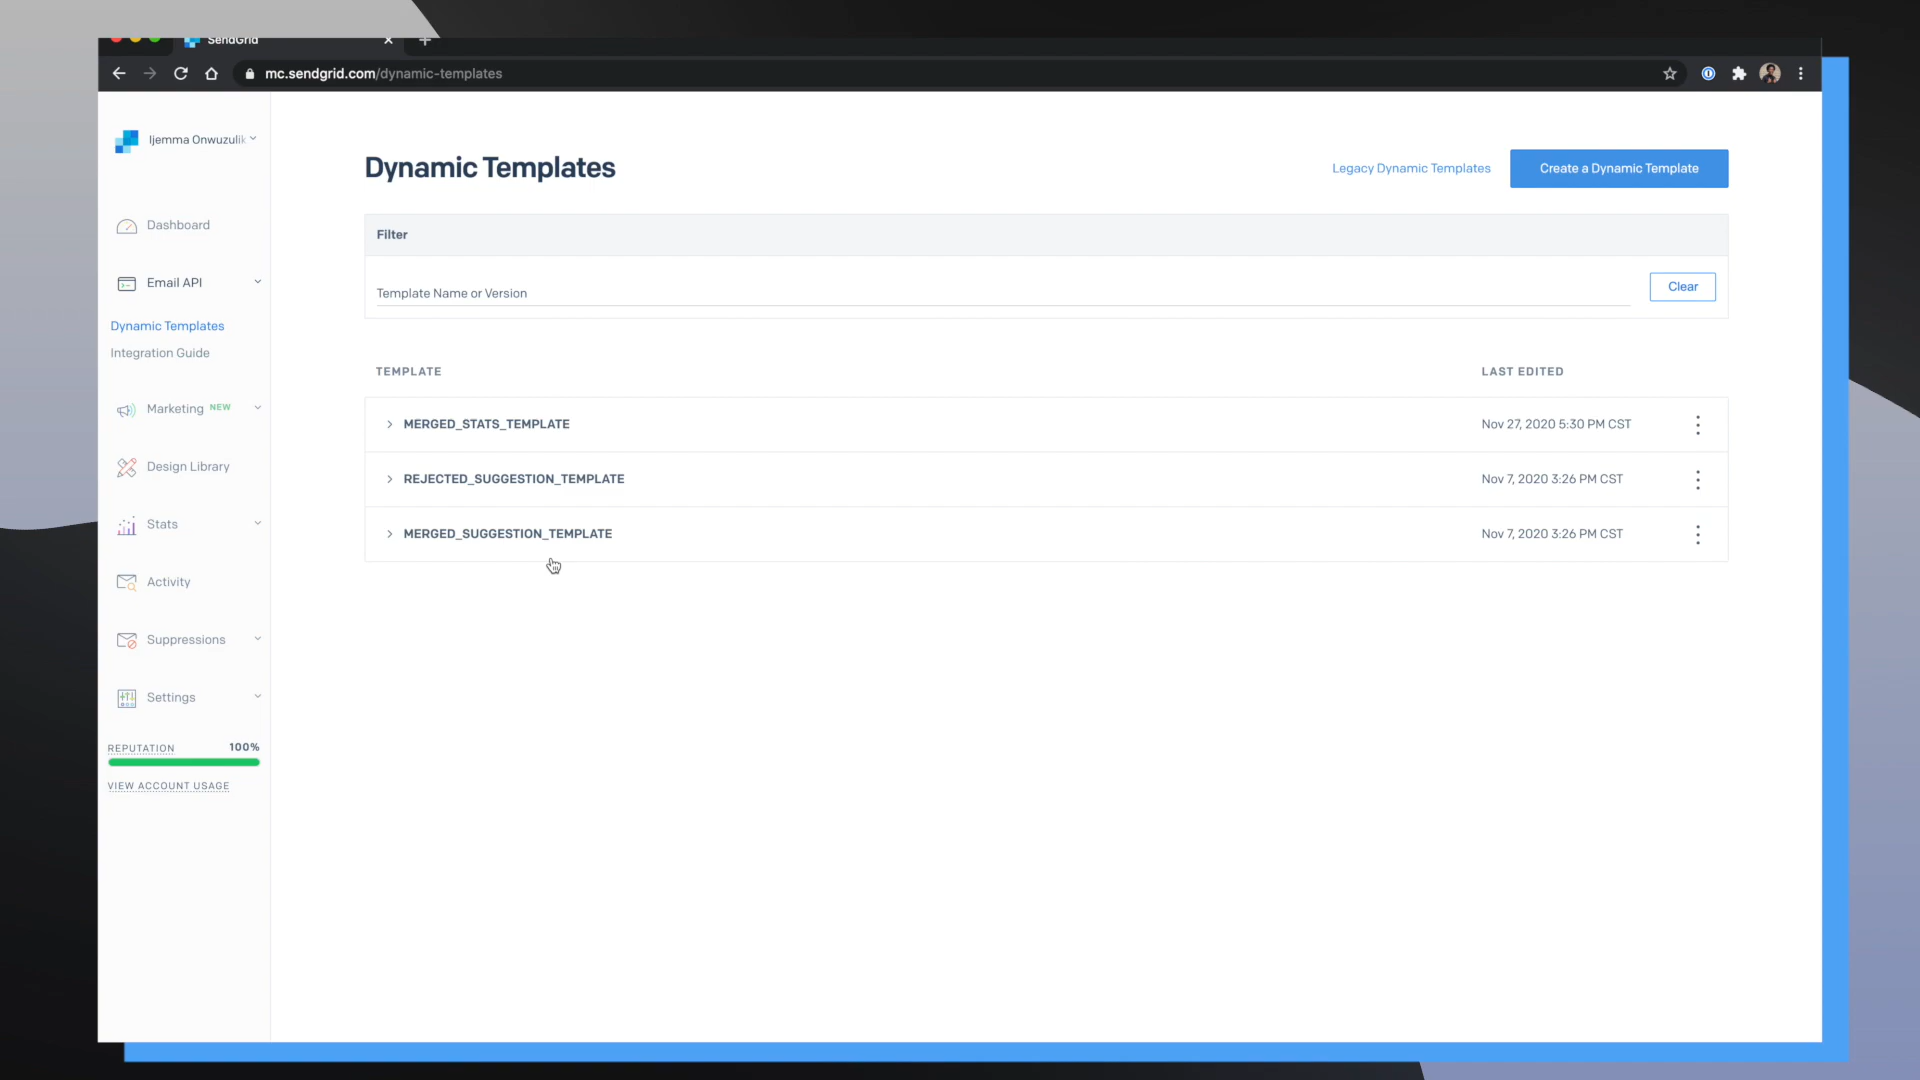 SendGrid
mc.sendgrid.com/dynamic-templates
Ijemma Onwuzulik
Dashboard
Email API
Dynamic Templates
Integration Guide
Marketing NEW
Design Library
Stats
Activity
Suppressions
Settings
REPUTATION 100%
VIEW ACCOUNT USAGE
Dynamic Templates
Legacy Dynamic Templates
Create a Dynamic Template
Filter
Template Name or Version
Clear
TEMPLATE LAST EDITED
MERGED_STATS_TEMPLATE Nov 27, 2020 5:30 PM CST
REJECTED_SUGGESTION_TEMPLATE Nov 7, 2020 3:26 PM CST
MERGED_SUGGESTION_TEMPLATE Nov 7, 2020 3:26 PM CST